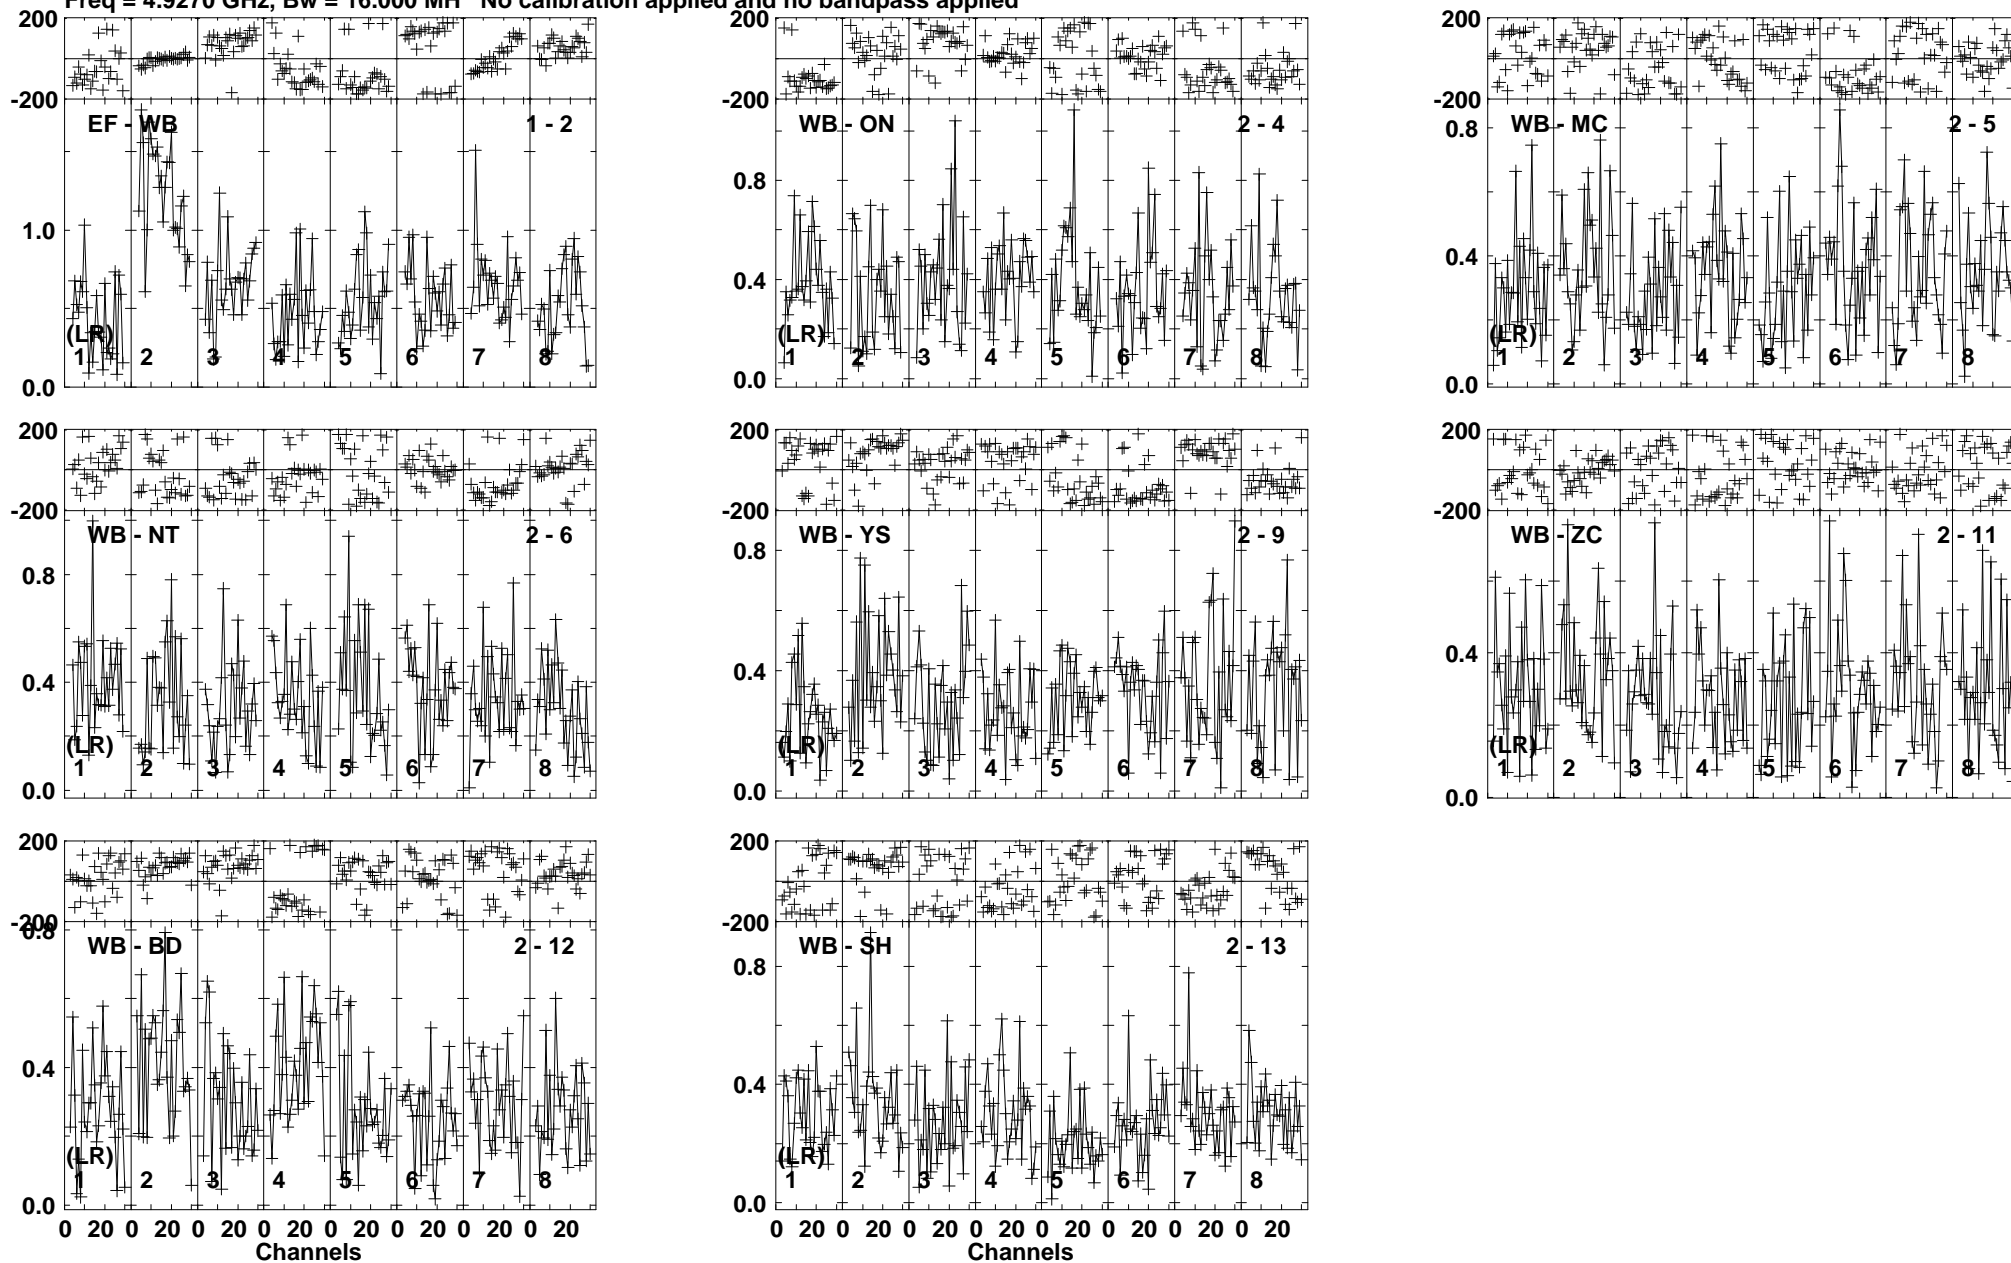 Freq = 4.9270 GHz, Bw = 16.000 MH No calibration applied and no bandpass applied
200
-200
EF - WB 1 - 2
1.0
0.0
(LR)
1 2 3 4 5 6 7 8
200
-200
WB - ON 2 - 4
0.8
0.4
0.0
(LR)
1 2 3 4 5 6 7 8
200
-200
WB - MC 2 - 5
0.8
0.4
0.0
(LR)
1 2 3 4 5 6 7 8
200
-200
WB - NT 2 - 6
0.8
0.4
0.0
(LR)
1 2 3 4 5 6 7 8
200
-200
WB - YS 2 - 9
0.8
0.4
0.0
(LR)
1 2 3 4 5 6 7 8
200
-200
WB - ZC 2 - 11
0.4
0.0
(LR)
1 2 3 4 5 6 7 8
200
-200
0.8
WB - BD 2 - 12
0.4
0.0
(LR)
1 2 3 4 5 6 7 8
0 20 0 20 0 20 0 20 0 20 0 20 0 20 0 20
Channels
200
-200
WB - SH 2 - 13
0.8
0.4
0.0
(LR)
1 2 3 4 5 6 7 8
0 20 0 20 0 20 0 20 0 20 0 20 0 20 0 20
Channels